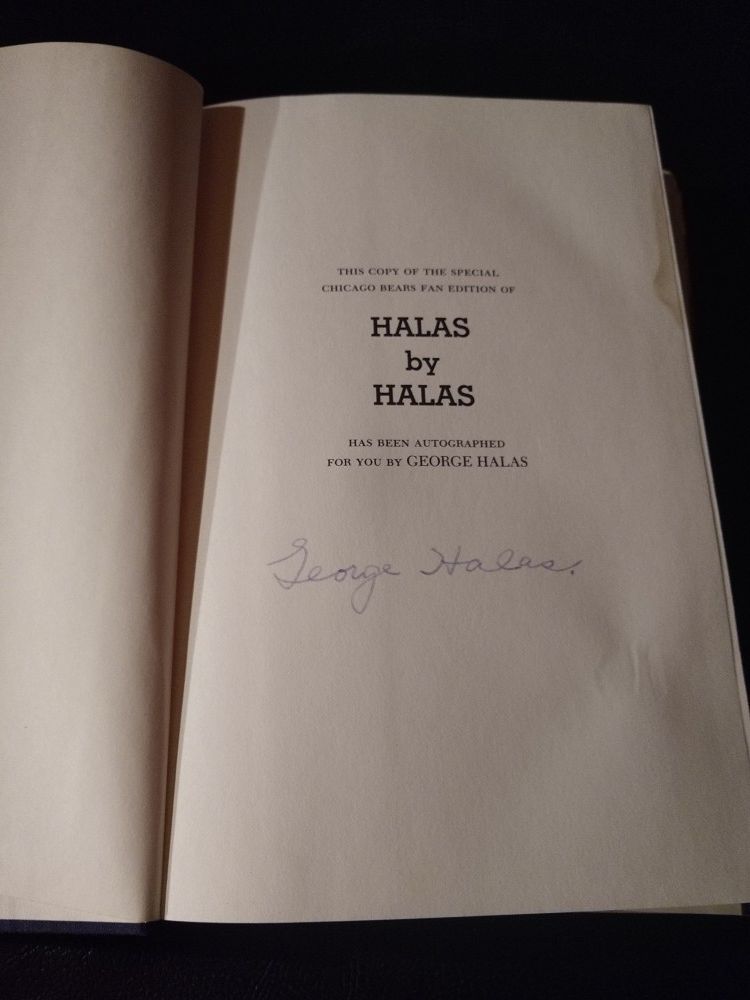 THIS COPY OF THE SPECIAL
CHICAGO BEARS FAN EDITION OF
HALAS
by
HALAS
HAS BEEN AUTOGRAPHED
FOR YOU BY GEORGE HALAS
George Halas.